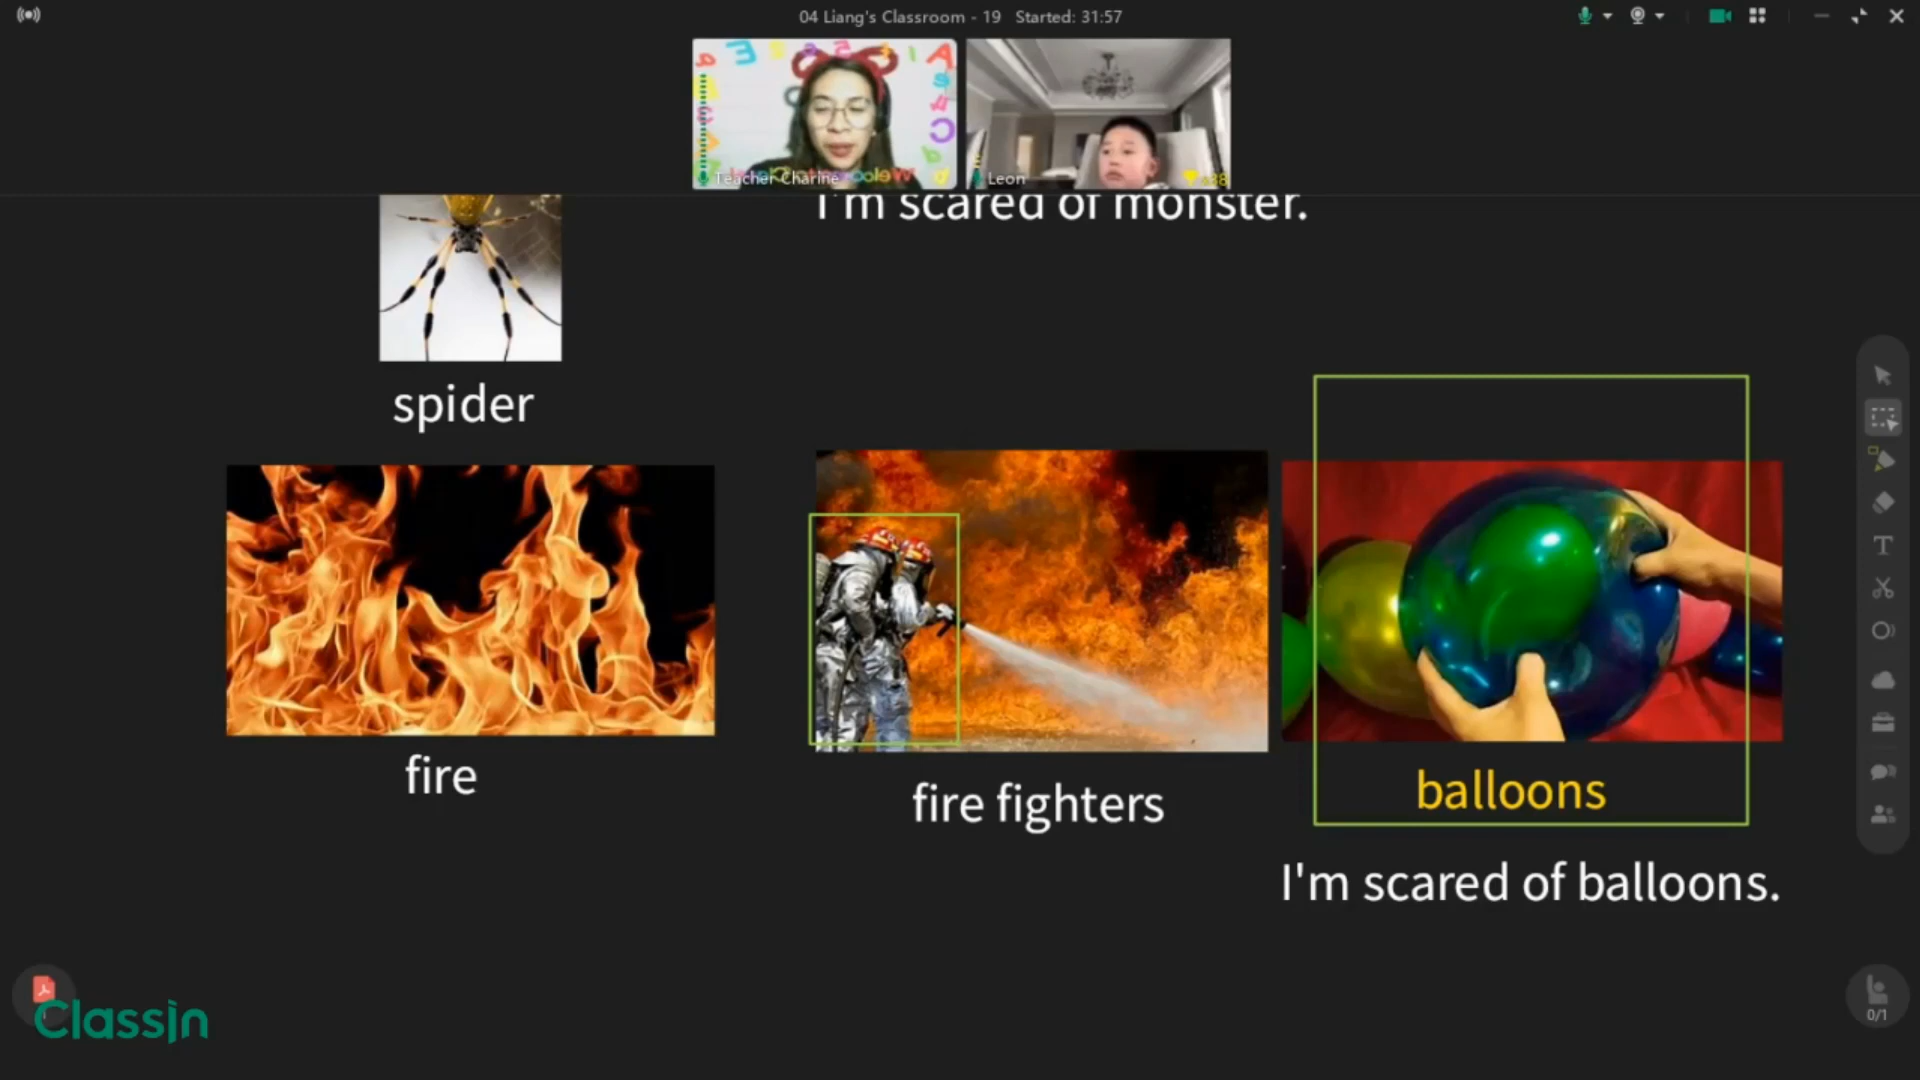 04 Liang's Classroom - 19 Started: 31:57
Teacher Charine
Leon
x38
I'm scared of monster.
spider
fire
fire fighters
balloons
I'm scared of balloons.
ClassIn
0/1